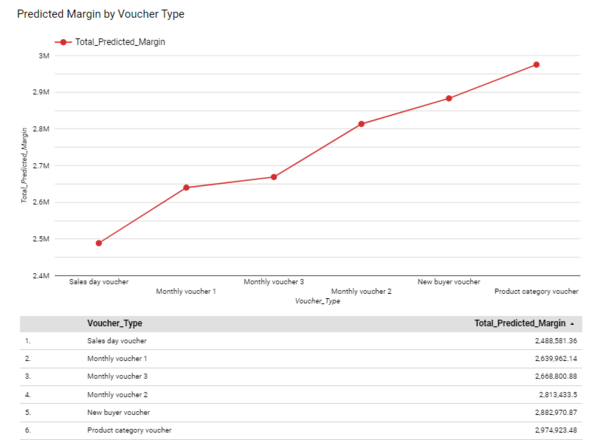 Predicted Margin by Voucher Type
Total_Predicted_Margin
3M
2.9M
2.8M
2.7M
2.6M
2.5M
2.4M
Total_Predicted_Margin
Sales day voucher
Monthly voucher 1
Monthly voucher 3
Monthly voucher 2
New buyer voucher
Product category voucher
Voucher_Type
Voucher_Type Total_Predicted_Margin
1. Sales day voucher 2,488,581.36
2. Monthly voucher 1 2,639,962.14
3. Monthly voucher 3 2,668,800.88
4. Monthly voucher 2 2,813,433.5
5. New buyer voucher 2,882,970.87
6. Product category voucher 2,974,923.48